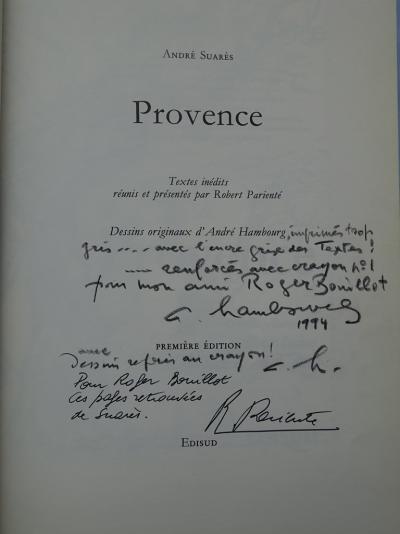 ANDRÉ SUARÈS
Provence
Textes inédits
réunis et présentés par Robert Parienté
Dessins originaux d'André Hambourg, imprimés trop
gris .... avec l'encre grise des Textes!
... renforcés avec crayon n°1
pour mon ami Roger Bouillot
a. hambourg
1994
PREMIÈRE ÉDITION
avec
Dessins repris au crayon! a. h.
Pour Roger Bouillot
ces pages retrouvées
de Suarès.
R Parienté
EDISUD